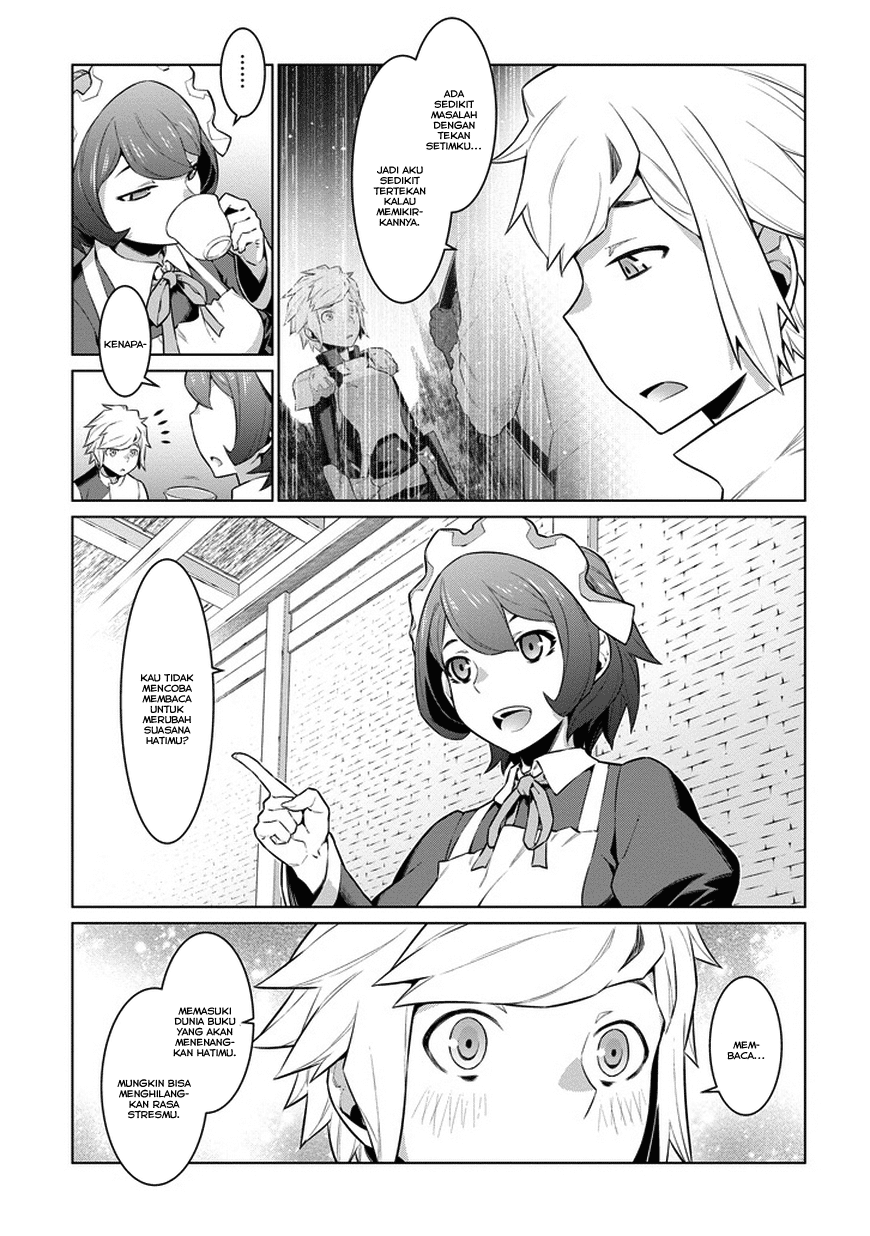 ADA
SEDIKIT
MASALAH
DENGAN
TEKAN
SETIMKU...
JADI AKU
SEDIKIT
TERTEKAN
KALAU
MEMIKIR-
KANNYA.
......
KENAPA-
KAU TIDAK
MENCOBA
MEMBACA
UNTUK
MERUBAH
SUASANA
HATIMU?
MEM-
BACA...
MEMASUKI
DUNIA BUKU
YANG AKAN
MENENANG-
KAN HATIMU.
MUNGKIN BISA
MENGHILANG-
KAN RASA
STRESMU.